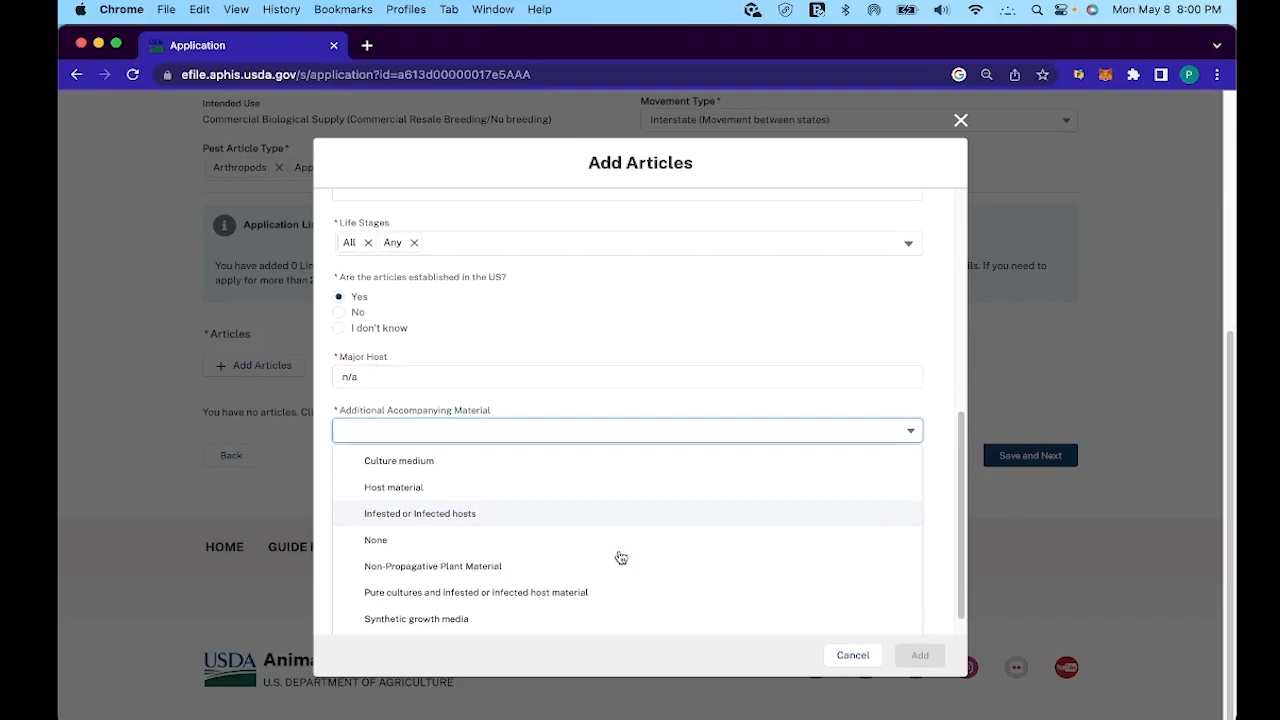 Chrome File Edit View History Bookmarks Profiles Tab Window Help Mon May 8 8:00 PM
Application
efile.aphis.usda.gov/s/application?id=a613d00000017e5AAA P
Intended Use
Movement Type *
Commercial Biological Supply (Commercial Resale Breeding/No breeding)
Interstate (Movement between states)
Pest Article Type *
Arthropods
Add Articles
* Life Stages
Application
All Any
You have added 0
ils. If you need to
apply for more than
* Are the articles established in the US?
Yes
No
I don't know
* Articles
Add Articles
* Major Host
n/a
You have no articles.
* Additional Accompanying Material
Back
Save and Next
Culture medium
Host material
Infested or Infected hosts
None
Non-Propagative Plant Material
Pure cultures and infested or infected host material
Synthetic growth media
HOME GUIDE
Cancel Add
USDA
U.S. DEPARTMENT OF AGRICULTURE